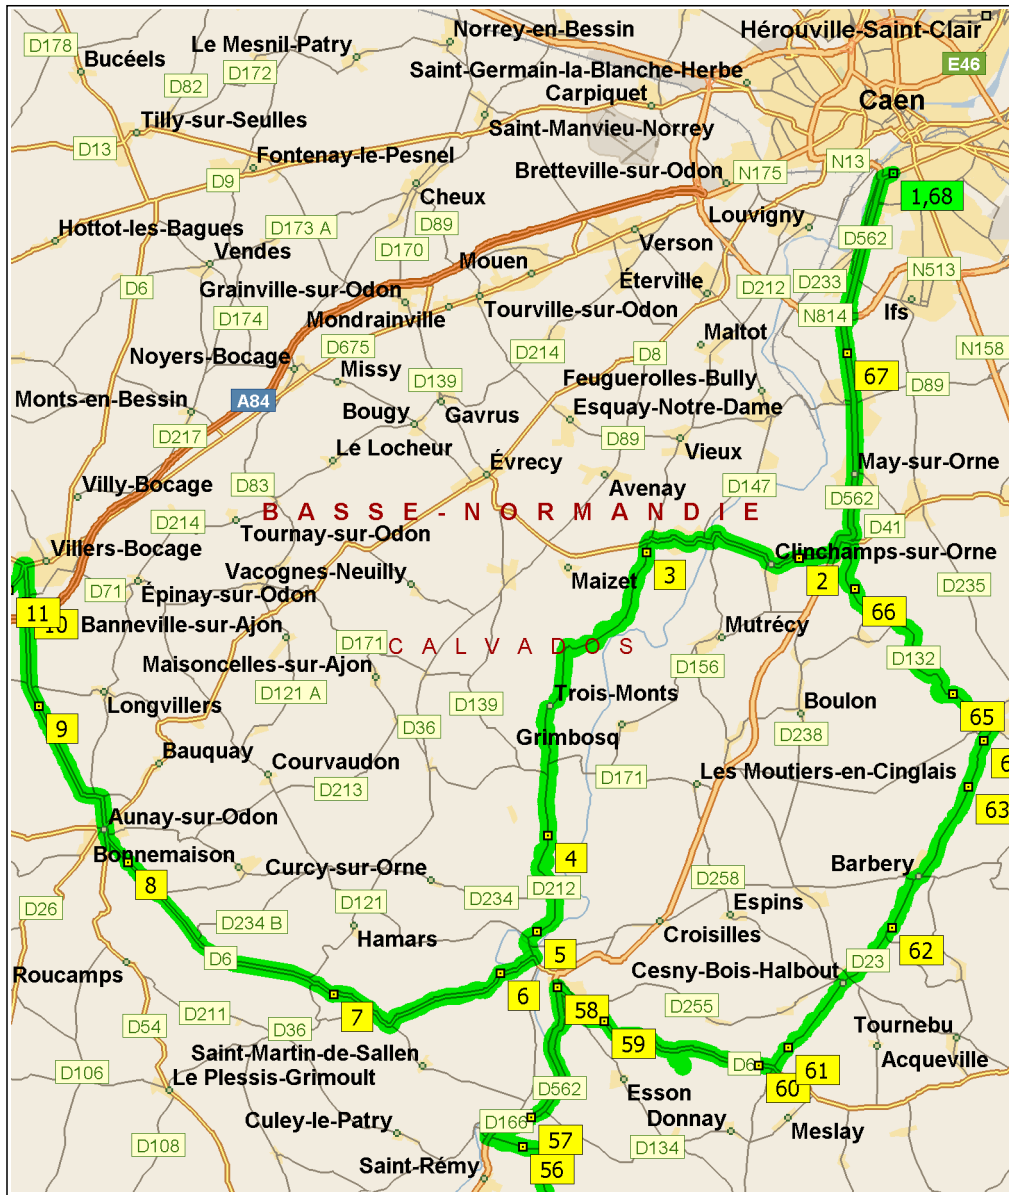 Norrey-en-Bessin
Hérouville-Saint-Clair
D178
Le Mesnil-Patry
Bucéels
D172
E46
D82
Saint-Germain-la-Blanche-Herbe
Carpiquet
Caen
Tilly-sur-Seulles
Saint-Manvieu-Norrey
D13
Fontenay-le-Pesnel
N13
Bretteville-sur-Odon
N175
D9
Cheux
1,68
Louvigny
D173 A
D89
Hottot-les-Bagues
D562
Vendes
D170
Verson
Mouen
N513
D6
Grainville-sur-Odon
Éterville
D212
D233
Ifs
D174
Mondrainville
Tourville-sur-Odon
N814
Maltot
D675
Noyers-Bocage
D214
D8
N158
Missy
67
Feuguerolles-Bully
D139
D89
Monts-en-Bessin
A84
Bougy
Gavrus
Esquay-Notre-Dame
D217
D89
Le Locheur
Vieux
Évrecy
May-sur-Orne
Villy-Bocage
D83
Avenay
D147
D562
BASSE-NORMANDIE
D214
Tournay-sur-Odon
D41
Villers-Bocage
Clinchamps-sur-Orne
Vacognes-Neuilly
Maizet
3
2
D71
D235
Épinay-sur-Odon
11
10
66
Banneville-sur-Ajon
Mutrécy
D171
CALVADOS
D132
Maisoncelles-sur-Ajon
D156
D121 A
Trois-Monts
Longvillers
D139
Boulon
9
D36
65
Grimbosq
D238
Bauquay
6
Courvaudon
D171
Les Moutiers-en-Cinglais
D213
63
Aunay-sur-Odon
4
Bonnemaison
Curcy-sur-Orne
Barbery
8
D258
D212
D26
D121
D234
Espins
D234 B
Hamars
Croisilles
62
5
D6
D23
Roucamps
Cesny-Bois-Halbout
6
D255
58
D211
7
D54
D36
Tournebu
59
Saint-Martin-de-Sallen
Acqueville
D6
61
D106
Le Plessis-Grimoult
D562
60
Esson
Culey-le-Patry
D166
Donnay
Meslay
57
D108
D134
56
Saint-Rémy